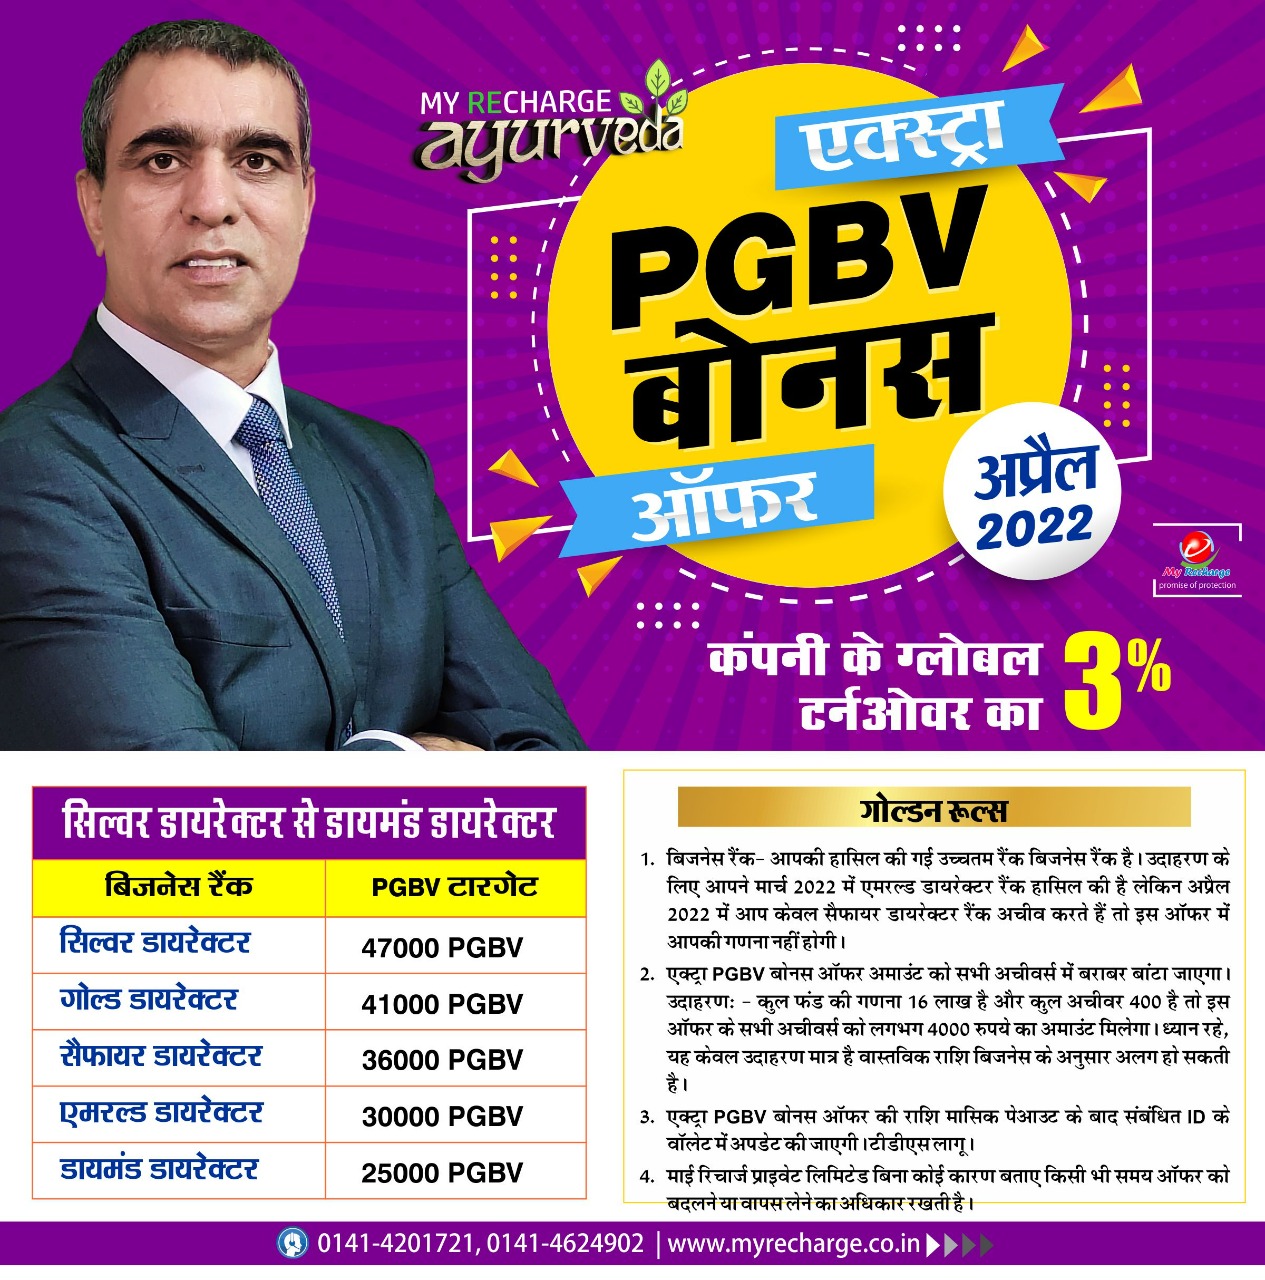 MY RECHARGE
ayurveda
एक्स्ट्रा
PGBV
बोनस
ऑफर
अप्रैल
2022
My Recharge
promise of protection
कंपनी के ग्लोबल
टर्नओवर का 3%
सिल्वर डायरेक्टर से डायमंड डायरेक्टर
बिजनेस रैंक PGBV टारगेट
सिल्वर डायरेक्टर 47000 PGBV
गोल्ड डायरेक्टर 41000 PGBV
सैफायर डायरेक्टर 36000 PGBV
एमरल्ड डायरेक्टर 30000 PGBV
डायमंड डायरेक्टर 25000 PGBV
गोल्डन रूल्स
1. बिजनेस रैंक- आपकी हासिल की गई उच्चतम रैंक बिजनेस रैंक है। उदाहरण के
लिए आपने मार्च 2022 में एमरल्ड डायरेक्टर रैंक हासिल की है लेकिन अप्रैल
2022 में आप केवल सैफायर डायरेक्टर रैंक अचीव करते हैं तो इस ऑफर में
आपकी गणना नहीं होगी।
2. एक्ट्रा PGBV बोनस ऑफर अमाउंट को सभी अचीवर्स में बराबर बांटा जाएगा।
उदाहरण: - कुल फंड की गणना 16 लाख है और कुल अचीवर 400 है तो इस
ऑफर के सभी अचीवर्स को लगभग 4000 रुपये का अमाउंट मिलेगा। ध्यान रहे,
यह केवल उदाहरण मात्र है वास्तविक राशि बिजनेस के अनुसार अलग हो सकती
है।
3. एक्ट्रा PGBV बोनस ऑफर की राशि मासिक पेआउट के बाद संबंधित ID के
वॉलेट में अपडेट की जाएगी। टीडीएस लागू।
4. माई रिचार्ज प्राइवेट लिमिटेड बिना कोई कारण बताए किसी भी समय ऑफर को
बदलने या वापस लेने का अधिकार रखती है।
0141-4201721, 0141-4624902 | www.myrecharge.co.in